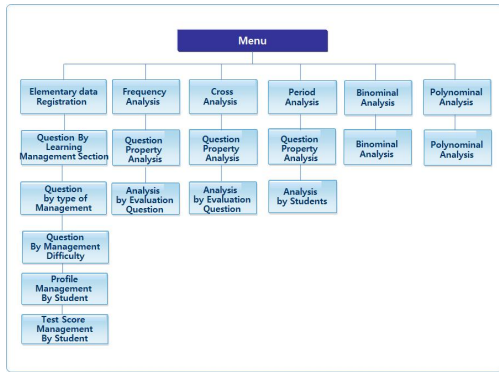 Menu
Elementary data
Registration
Frequency
Analysis
Cross
Analysis
Period
Analysis
Binominal
Analysis
Polynominal
Analysis
Question By
Learning
Management Section
Question
Property
Analysis
Question
Property
Analysis
Question
Property
Analysis
Binominal
Analysis
Polynominal
Analysis
Question
by type of
Management
Analysis
by Evaluation
Question
Analysis
by Evaluation
Question
Analysis
by Students
Question
By Management
Difficulty
Profile
Management
By Student
Test Score
Management
By Student